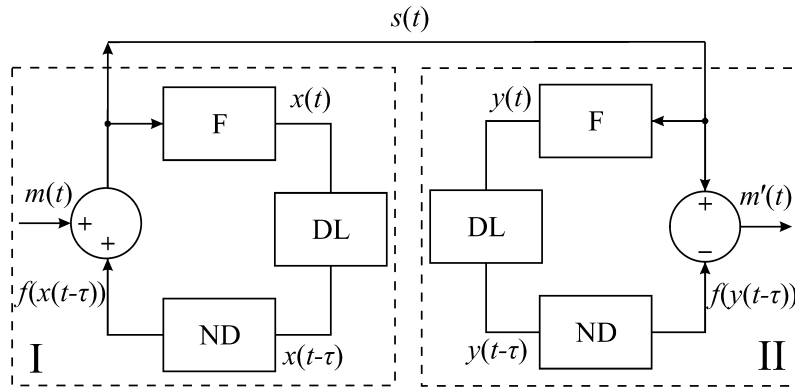 s(t)
x(t)
F
y(t)
F
m(t)
+
+
DL
DL
+
−
m′(t)
f(x(t-τ))
ND
x(t-τ)
y(t-τ)
ND
f(y(t-τ))
I
II